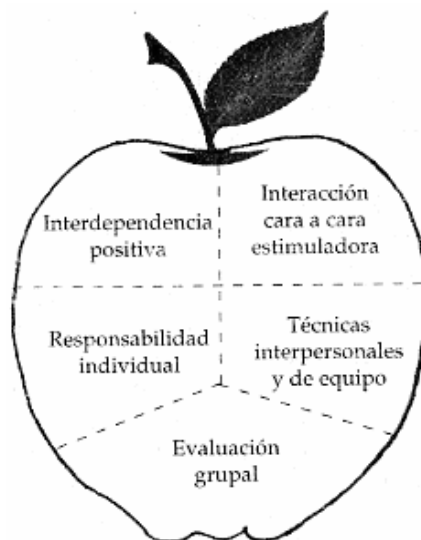 Interdependencia
positiva
Interacción
cara a cara
estimuladora
Responsabilidad
individual
Técnicas
interpersonales
y de equipo
Evaluación
grupal